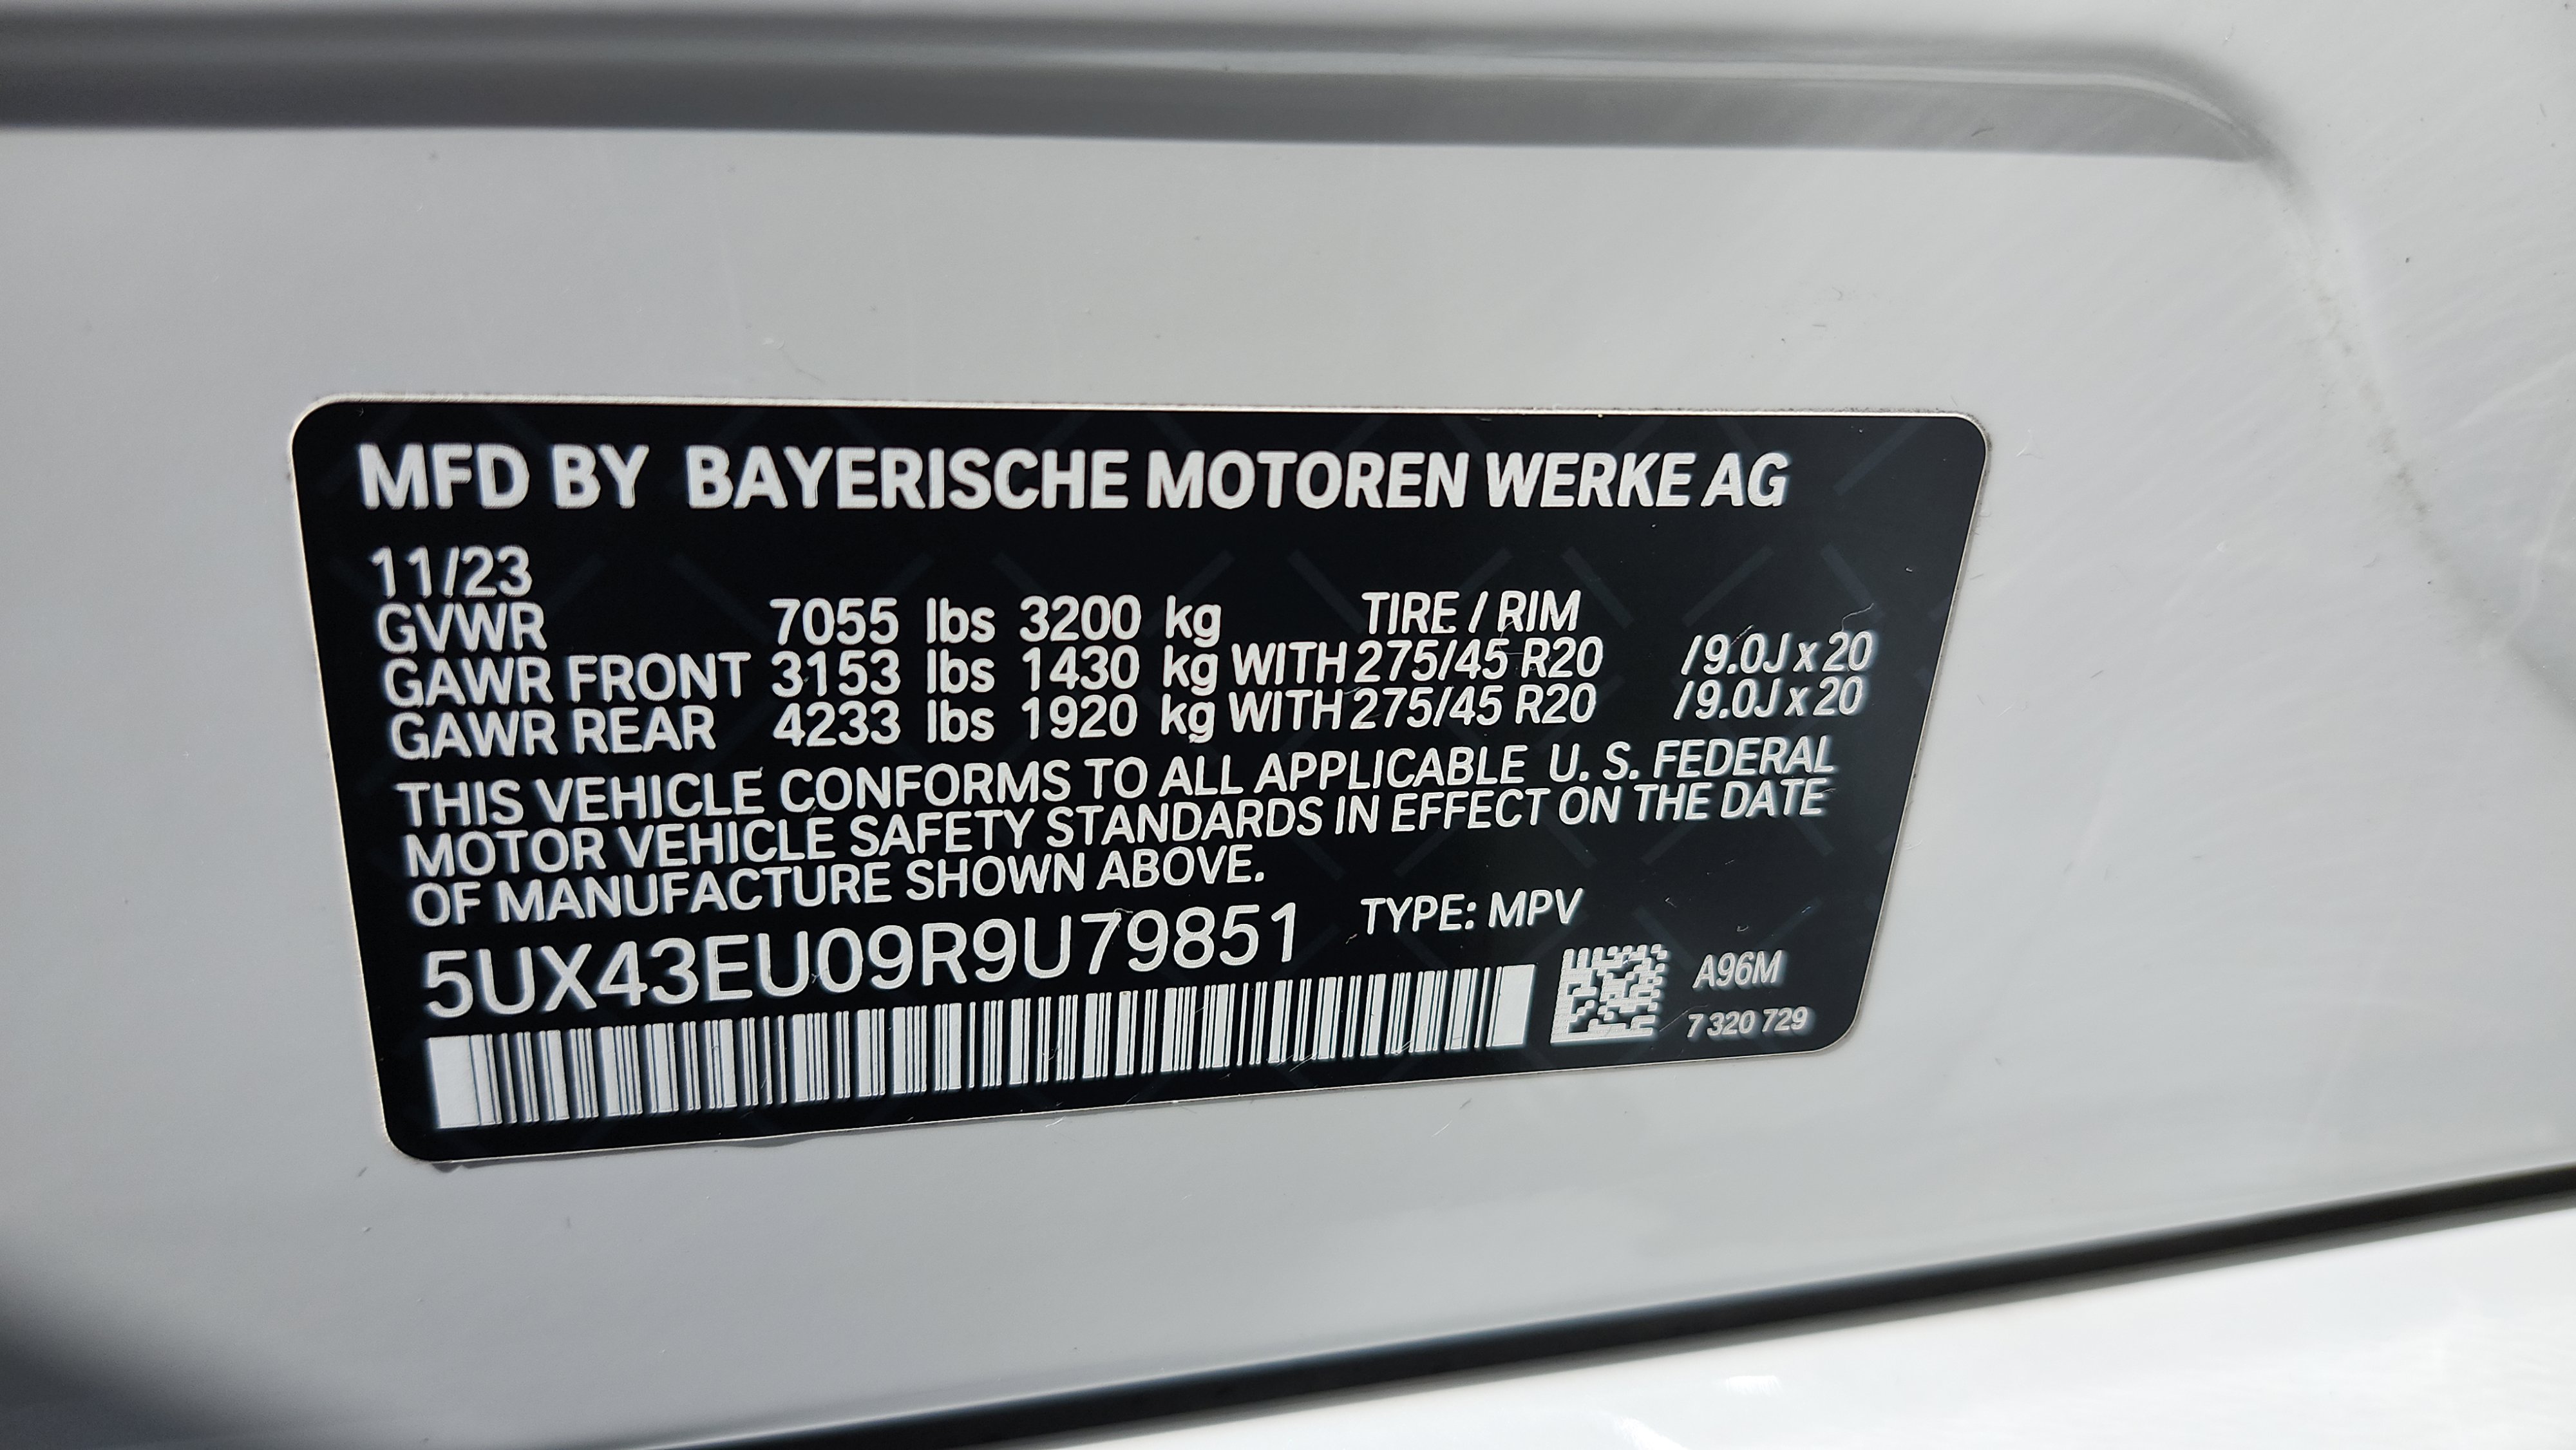 MFD BY BAYERISCHE MOTOREN WERKE AG
11/23
GVWR 7055 lbs 3200 kg TIRE / RIM
GAWR FRONT 3153 lbs 1430 kg WITH 275/45 R20 / 9.0J x 20
GAWR REAR 4233 lbs 1920 kg WITH 275/45 R20 / 9.0J x 20
THIS VEHICLE CONFORMS TO ALL APPLICABLE U. S. FEDERAL
MOTOR VEHICLE SAFETY STANDARDS IN EFFECT ON THE DATE
OF MANUFACTURE SHOWN ABOVE.
5UX43EU09R9U79851 TYPE: MPV
A96M
7 320 729